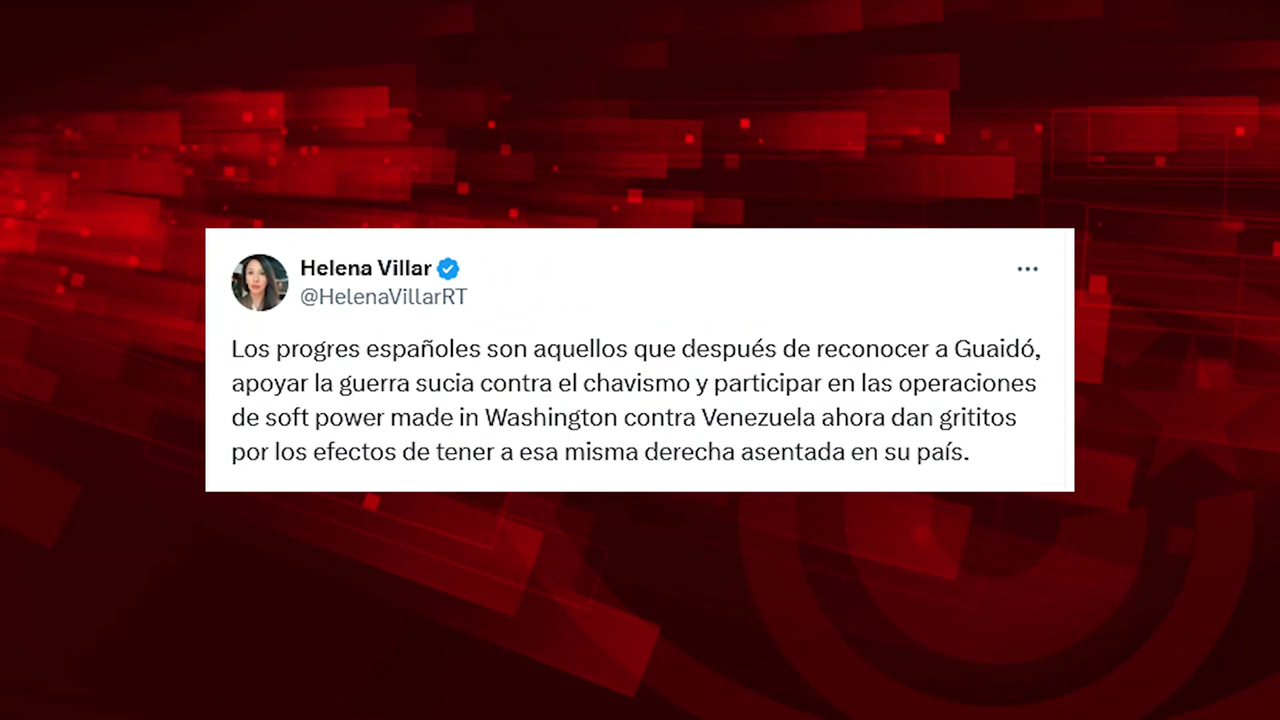 Helena Villar
@HelenaVillarRT
Los progres españoles son aquellos que después de reconocer a Guaidó,
apoyar la guerra sucia contra el chavismo y participar en las operaciones
de soft power made in Washington contra Venezuela ahora dan grititos
por los efectos de tener a esa misma derecha asentada en su país.